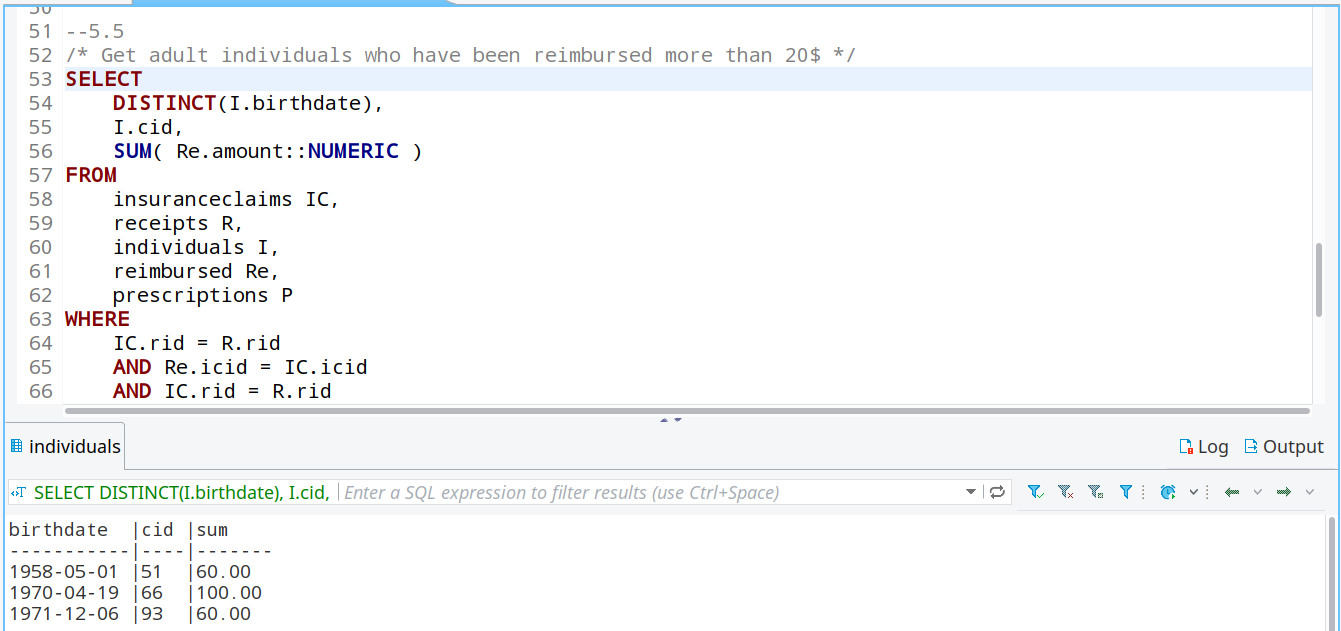 50
51 --5.5
52 /* Get adult individuals who have been reimbursed more than 20$ */
53 SELECT
54 DISTINCT(I.birthdate),
55 I.cid,
56 SUM( Re.amount::NUMERIC )
57 FROM
58 insuranceclaims IC,
59 receipts R,
60 individuals I,
61 reimbursed Re,
62 prescriptions P
63 WHERE
64 IC.rid = R.rid
65 AND Re.icid = IC.icid
66 AND IC.rid = R.rid
individuals Log Output
SELECT DISTINCT(I.birthdate), I.cid, Enter a SQL expression to filter results (use Ctrl+Space)
birthdate |cid |sum
-----------|----|-------
1958-05-01 |51 |60.00
1970-04-19 |66 |100.00
1971-12-06 |93 |60.00